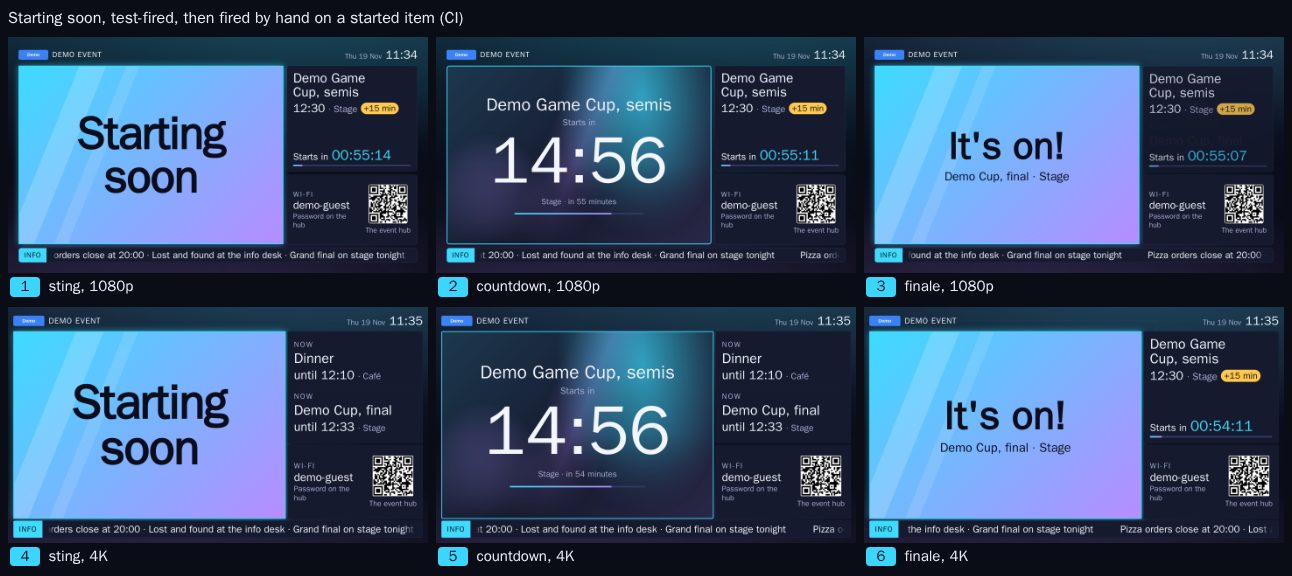 Starting soon, test-fired, then fired by hand on a started item (CI)
Demo DEMO EVENT
Thu 19 Nov 11:34
Starting
soon
Demo Game
Cup, semis
12:30 · Stage +15 min
Starts in 00:55:14
WI-FI
demo-guest
Password on the
hub
The event hub
INFO orders close at 20:00 · Lost and found at the info desk · Grand final on stage tonight
1 sting, 1080p
Demo DEMO EVENT
Thu 19 Nov 11:34
Demo Game Cup, semis
Starts in
14:56
Stage · in 55 minutes
Demo Game
Cup, semis
12:30 · Stage +15 min
Starts in 00:55:11
WI-FI
demo-guest
Password on the
hub
The event hub
INFO at 20:00 · Lost and found at the info desk · Grand final on stage tonight Pizza ord
2 countdown, 1080p
Demo DEMO EVENT
Thu 19 Nov 11:34
It's on!
Demo Cup, final · Stage
Demo Game
Cup, semis
12:30 · Stage +15 min
Starts in 00:55:07
WI-FI
demo-guest
Password on the
hub
The event hub
INFO found at the info desk · Grand final on stage tonight Pizza orders close at 20:00
3 finale, 1080p
Demo DEMO EVENT
Thu 19 Nov 11:35
Starting
soon
NOW
Dinner
until 12:10 · Café
NOW
Demo Cup, final
until 12:33 · Stage
WI-FI
demo-guest
Password on the
hub
The event hub
INFO orders close at 20:00 · Lost and found at the info desk · Grand final on stage tonight
4 sting, 4K
Demo DEMO EVENT
Thu 19 Nov 11:35
Demo Game Cup, semis
Starts in
14:56
Stage · in 54 minutes
NOW
Dinner
until 12:10 · Café
NOW
Demo Cup, final
until 12:33 · Stage
WI-FI
demo-guest
Password on the
hub
The event hub
INFO at 20:00 · Lost and found at the info desk · Grand final on stage tonight Pizza o
5 countdown, 4K
Demo DEMO EVENT
Thu 19 Nov 11:35
It's on!
Demo Cup, final · Stage
Demo Game
Cup, semis
12:30 · Stage +15 min
Starts in 00:54:11
WI-FI
demo-guest
Password on the
hub
The event hub
INFO the info desk · Grand final on stage tonight Pizza orders close at 20:00 · Lost
6 finale, 4K